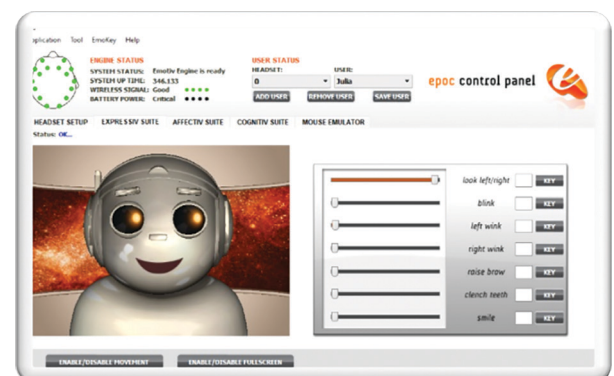 plication Tool EmoKey Help
ENGINE STATUS
SYSTEM STATUS: Emotiv Engine is ready
SYSTEM UP TIME: 346.133
WIRELESS SIGNAL: Good
BATTERY POWER: Critical
USER STATUS
HEADSET: USER:
0 Julia
ADD USER REMOVE USER SAVE USER
epoc control panel
HEADSET SETUP EXPRESSIV SUITE AFFECTIV SUITE COGNITIV SUITE MOUSE EMULATOR
Status: OK...
look left/right KEY
blink KEY
left wink KEY
right wink KEY
raise brow KEY
clench teeth KEY
smile KEY
ENABLE/DISABLE MOVEMENT ENABLE/DISABLE FULLSCREEN